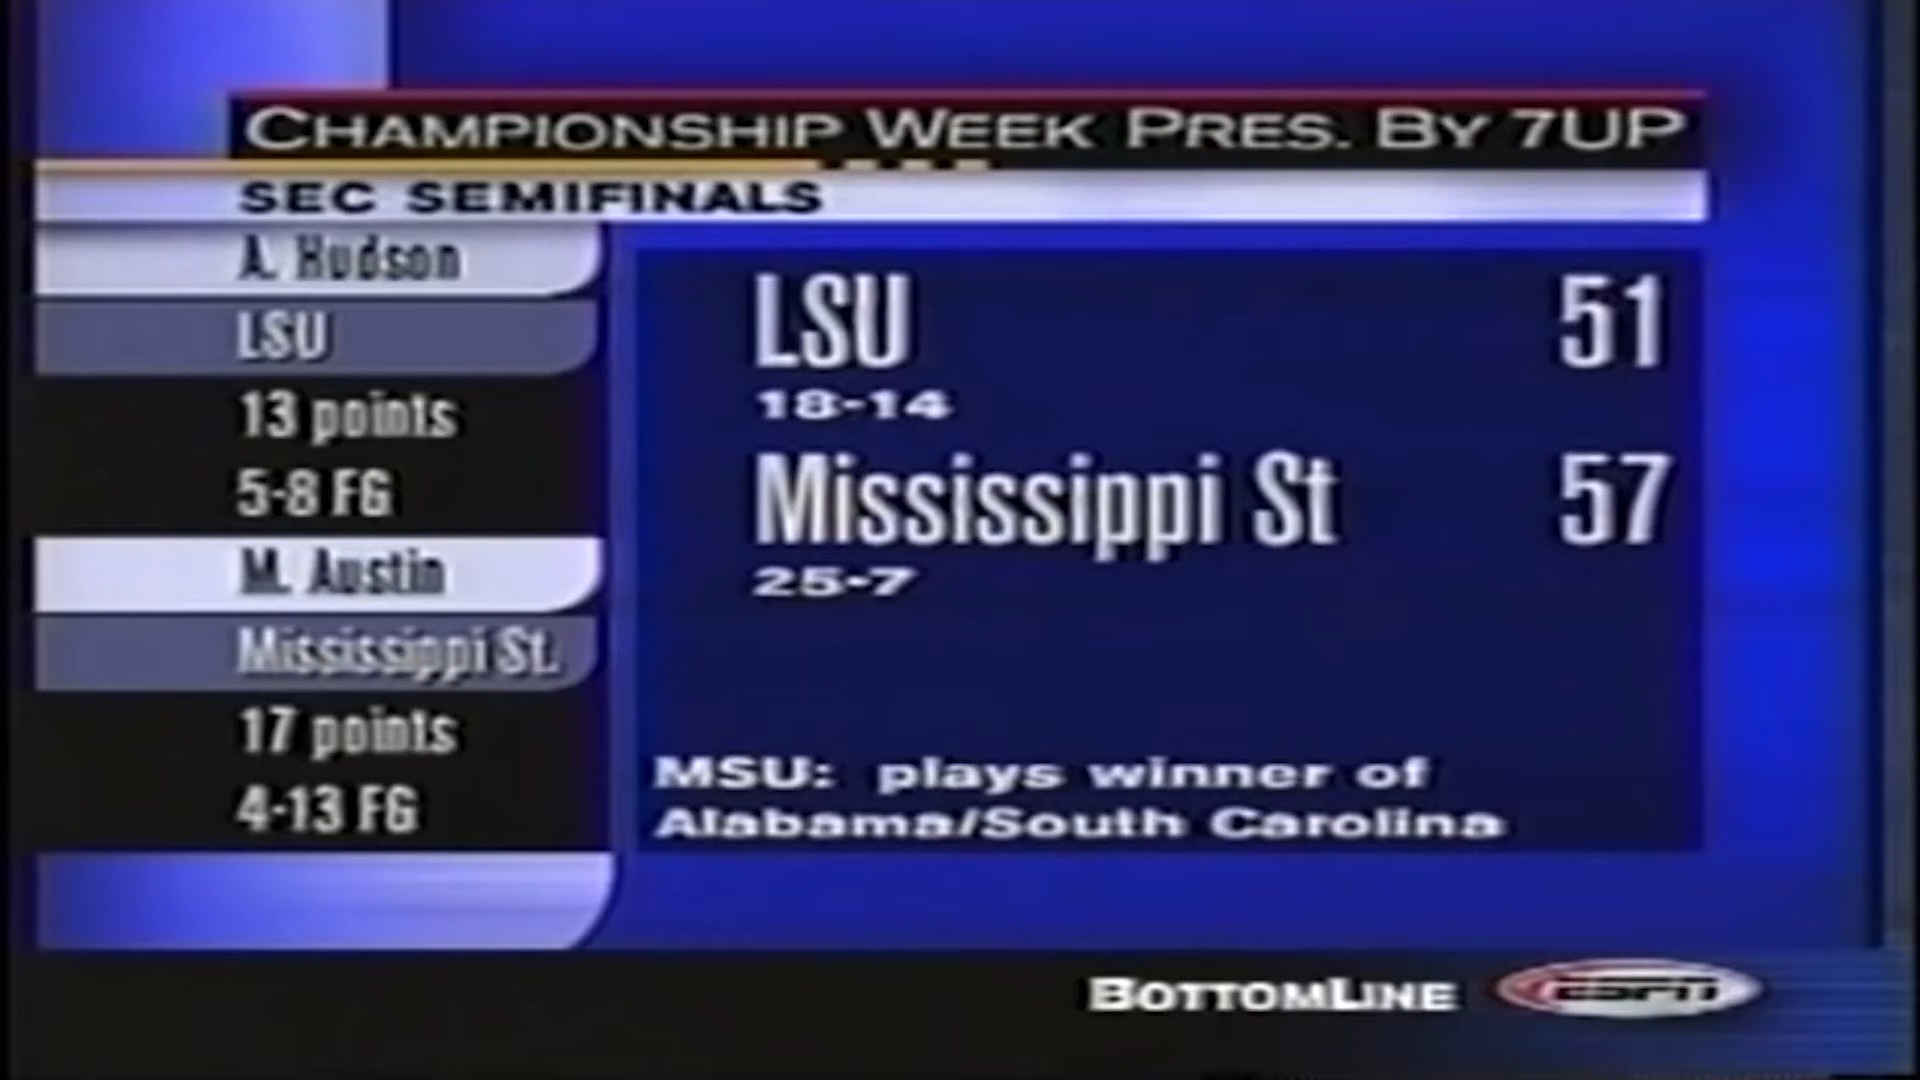 CHAMPIONSHIP WEEK PRES. BY 7UP
SEC SEMIFINALS
A. Hudson
LSU
13 points
5-8 FG
M. Austin
Mississippi St.
17 points
4-13 FG
LSU 51
18-14
Mississippi St 57
25-7
MSU: plays winner of
Alabama/South Carolina
BOTTOMLINE ESPN